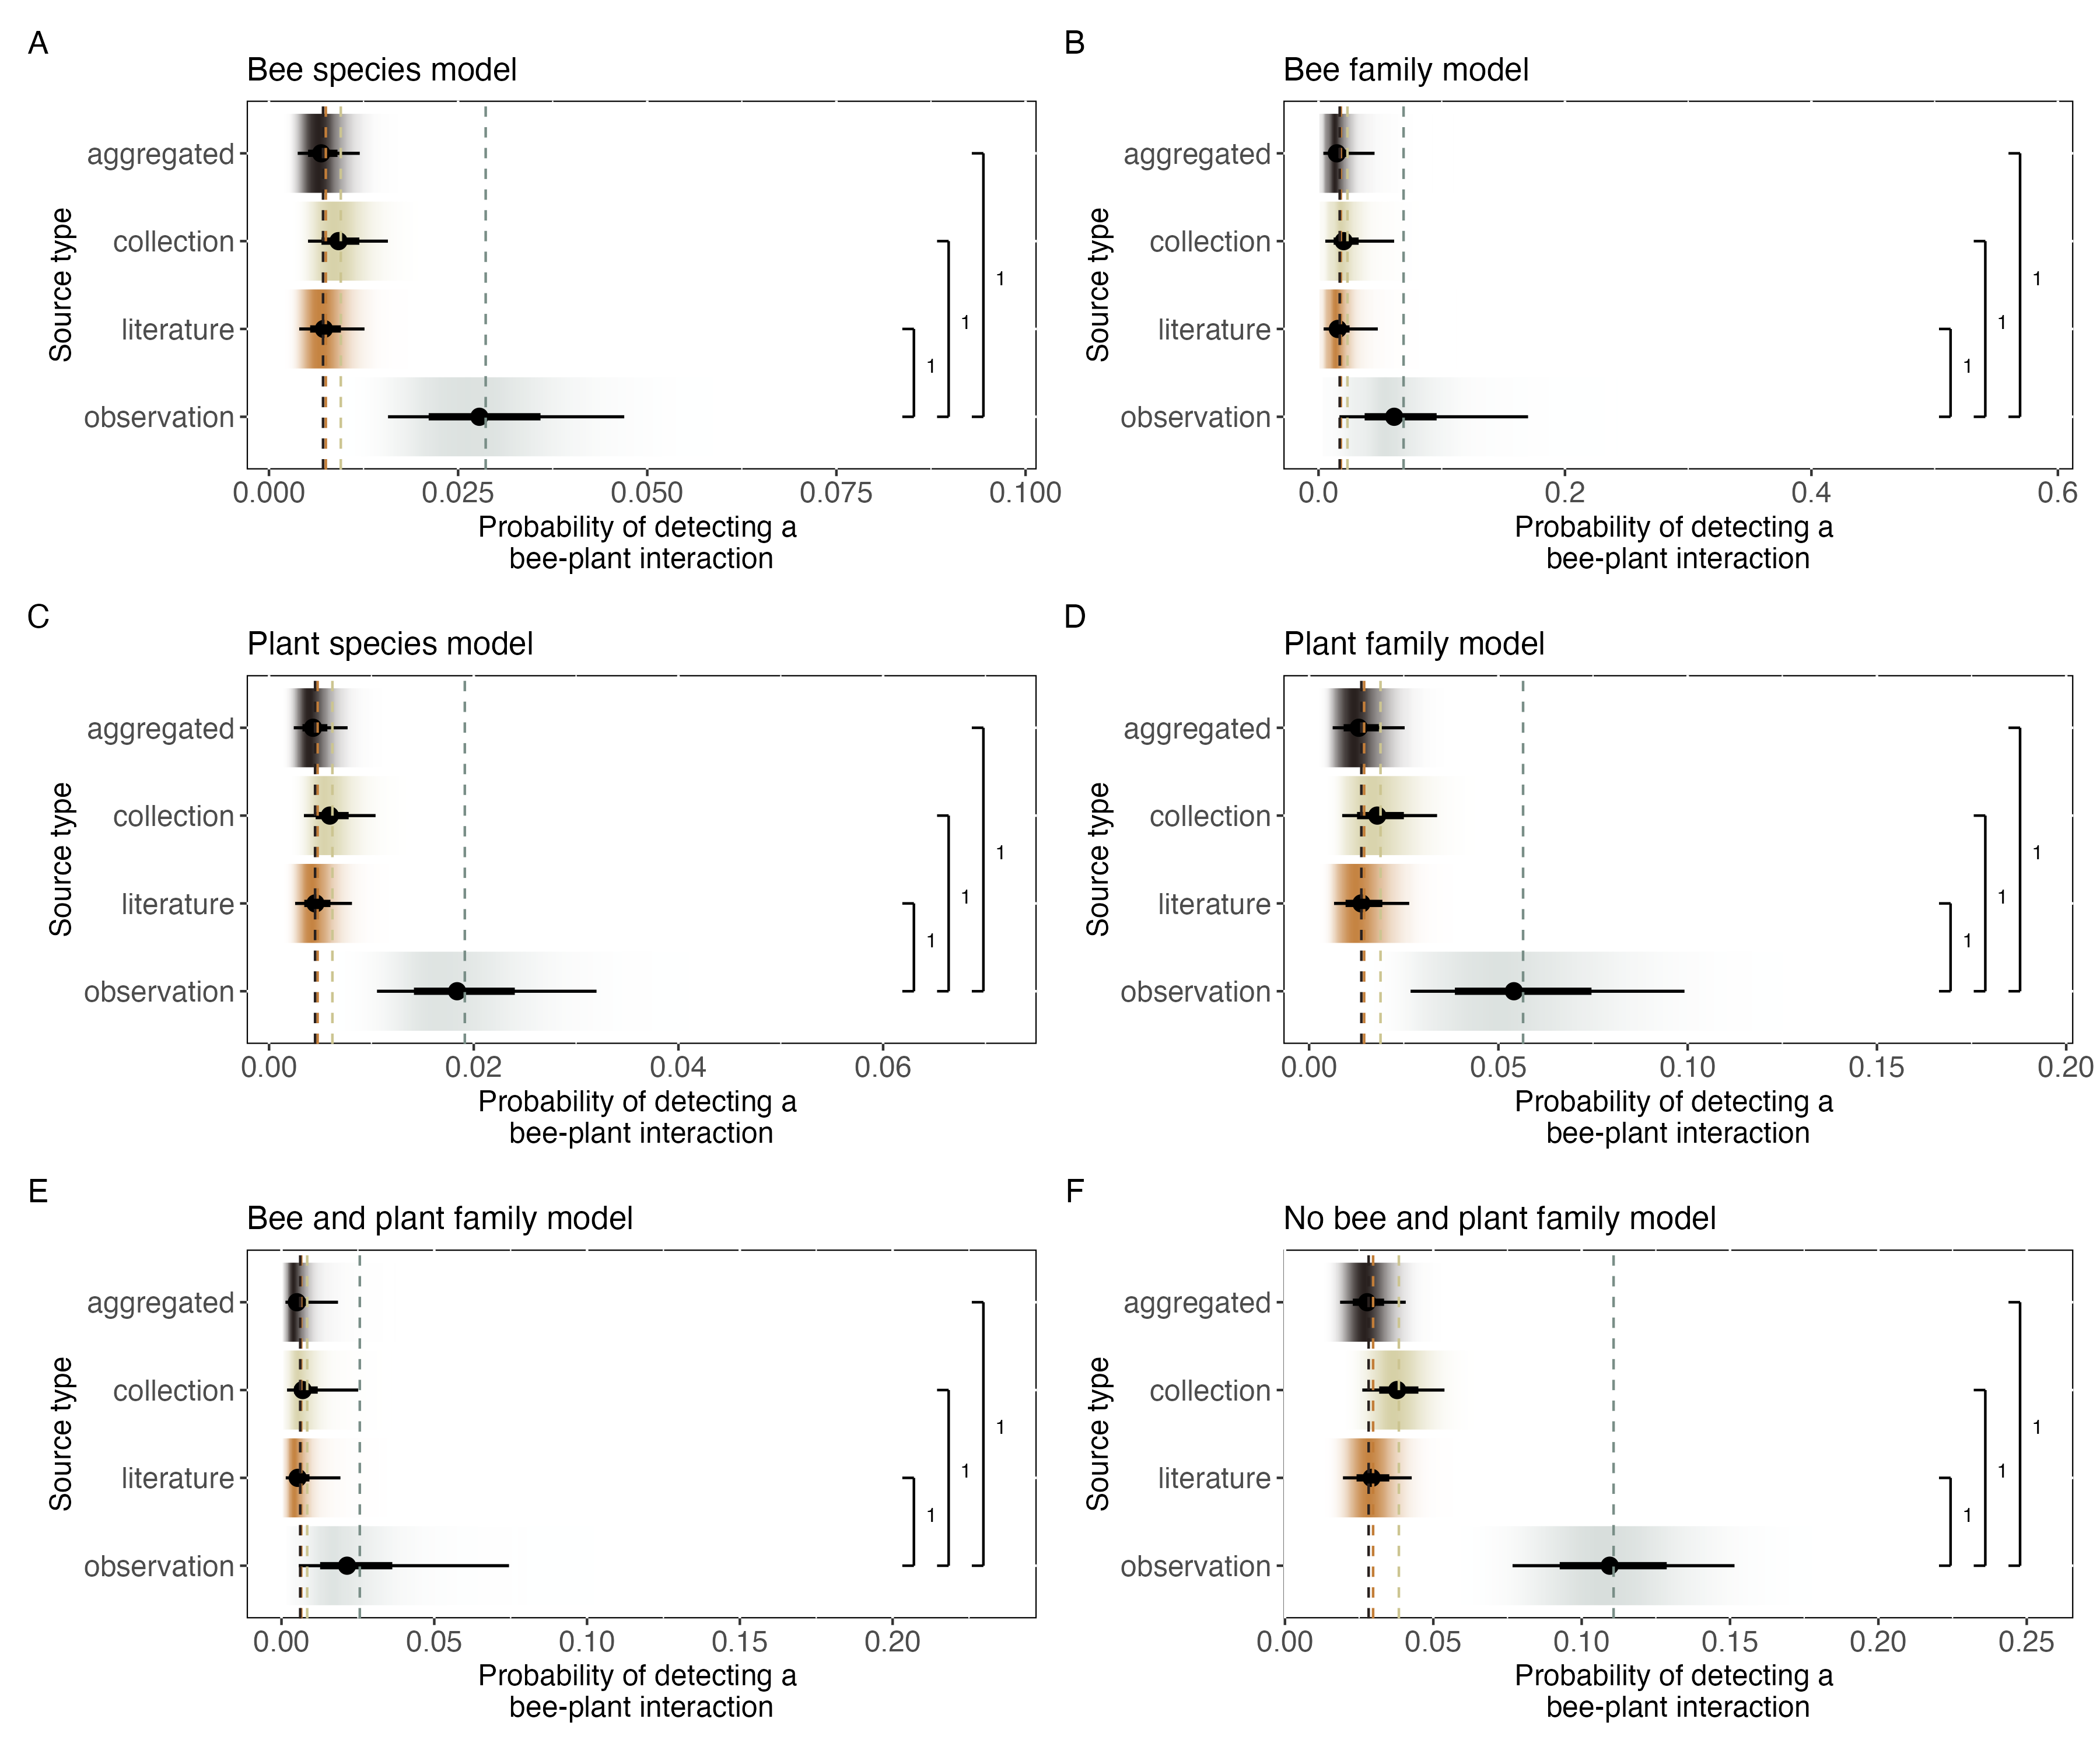 A
Bee species model
Source type
aggregated
collection
literature
observation
1
1
1
0.000 0.025 0.050 0.075 0.100
Probability of detecting a
bee-plant interaction
B
Bee family model
Source type
aggregated
collection
literature
observation
1
1
1
0.0 0.2 0.4 0.6
Probability of detecting a
bee-plant interaction
C
Plant species model
Source type
aggregated
collection
literature
observation
1
1
1
0.00 0.02 0.04 0.06
Probability of detecting a
bee-plant interaction
D
Plant family model
Source type
aggregated
collection
literature
observation
1
1
1
0.00 0.05 0.10 0.15 0.20
Probability of detecting a
bee-plant interaction
E
Bee and plant family model
Source type
aggregated
collection
literature
observation
1
1
1
0.00 0.05 0.10 0.15 0.20
Probability of detecting a
bee-plant interaction
F
No bee and plant family model
Source type
aggregated
collection
literature
observation
1
1
1
0.00 0.05 0.10 0.15 0.20 0.25
Probability of detecting a
bee-plant interaction